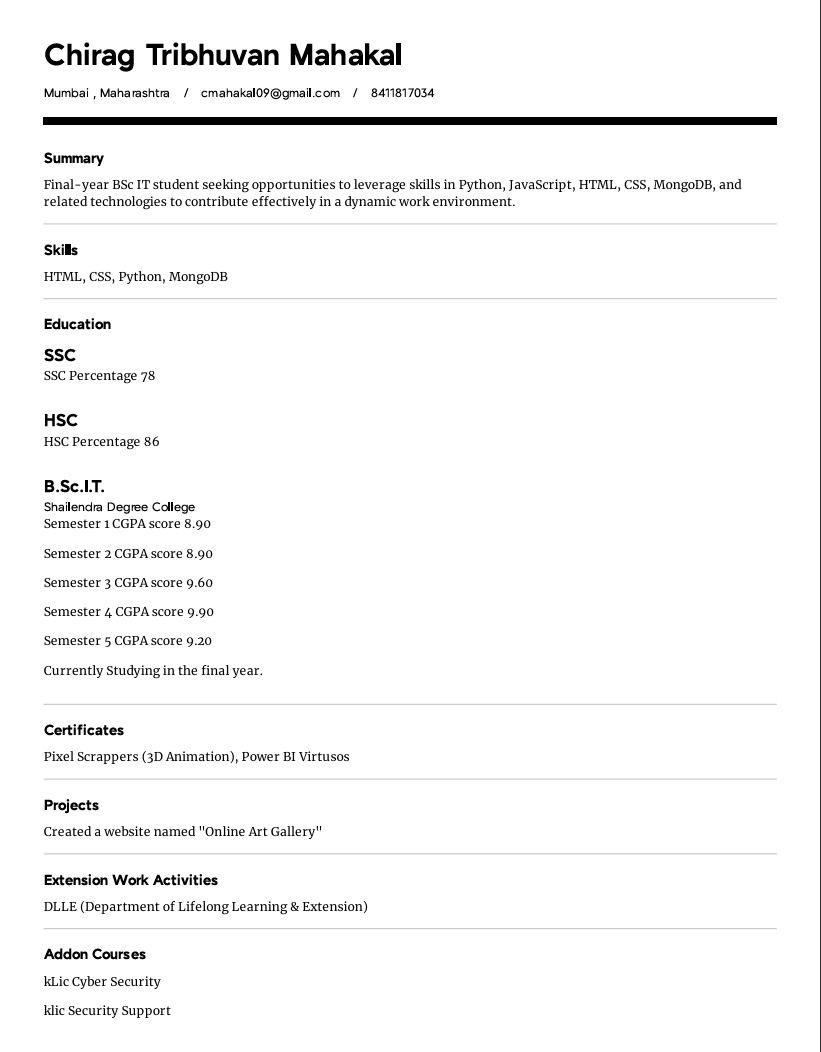 Chirag Tribhuvan Mahakal
Mumbai , Maharashtra / cmahakal09@gmail.com / 8411817034
Summary
Final-year BSc IT student seeking opportunities to leverage skills in Python, JavaScript, HTML, CSS, MongoDB, and
related technologies to contribute effectively in a dynamic work environment.
Skills
HTML, CSS, Python, MongoDB
Education
SSC
SSC Percentage 78
HSC
HSC Percentage 86
B.Sc.I.T.
Shailendra Degree College
Semester 1 CGPA score 8.90
Semester 2 CGPA score 8.90
Semester 3 CGPA score 9.60
Semester 4 CGPA score 9.90
Semester 5 CGPA score 9.20
Currently Studying in the final year.
Certificates
Pixel Scrappers (3D Animation), Power BI Virtusos
Projects
Created a website named "Online Art Gallery"
Extension Work Activities
DLLE (Department of Lifelong Learning & Extension)
Addon Courses
kLic Cyber Security
klic Security Support